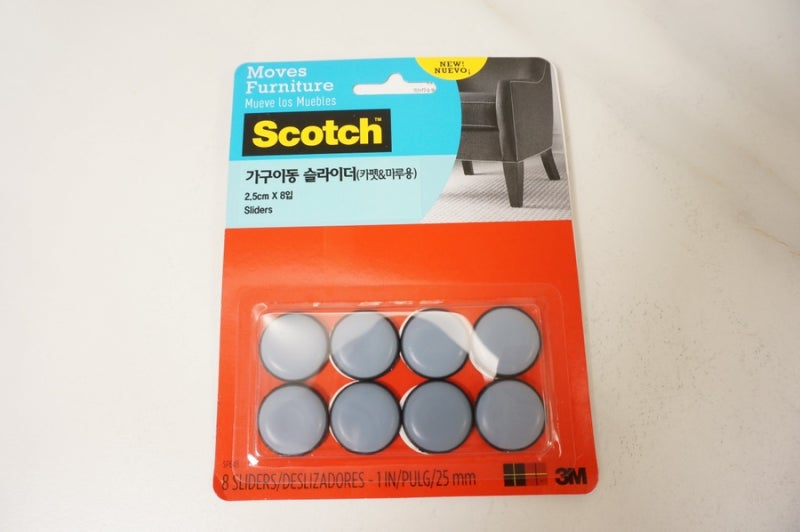 Moves
Furniture
Mueve los Muebles
NEW!
NUEVO¡
Scotch™
가구이동 슬라이더(카펫&마루용)
2.5cm X 8입
Sliders
8 SLIDERS/DESLIZADORES - 1 IN/PULG/25 mm
3M